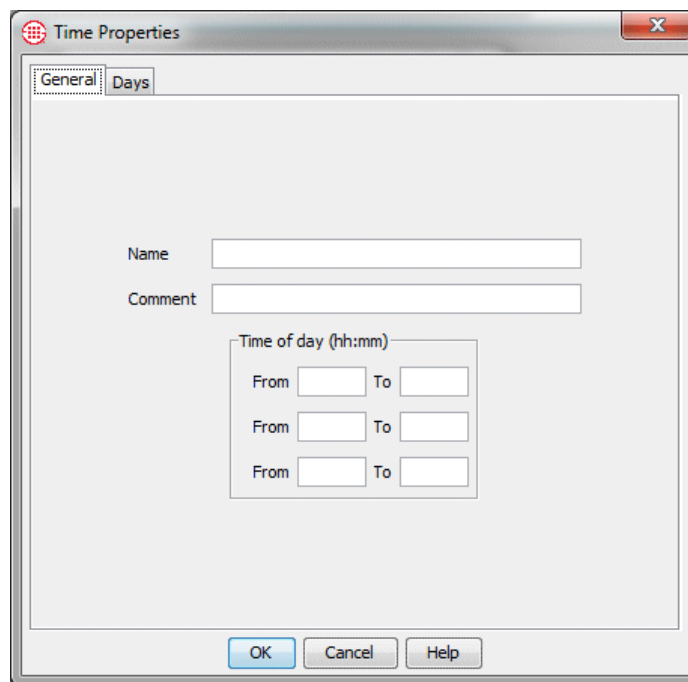 Time Properties
General Days
Name
Comment
Time of day (hh:mm)
From To
From To
From To
OK Cancel Help